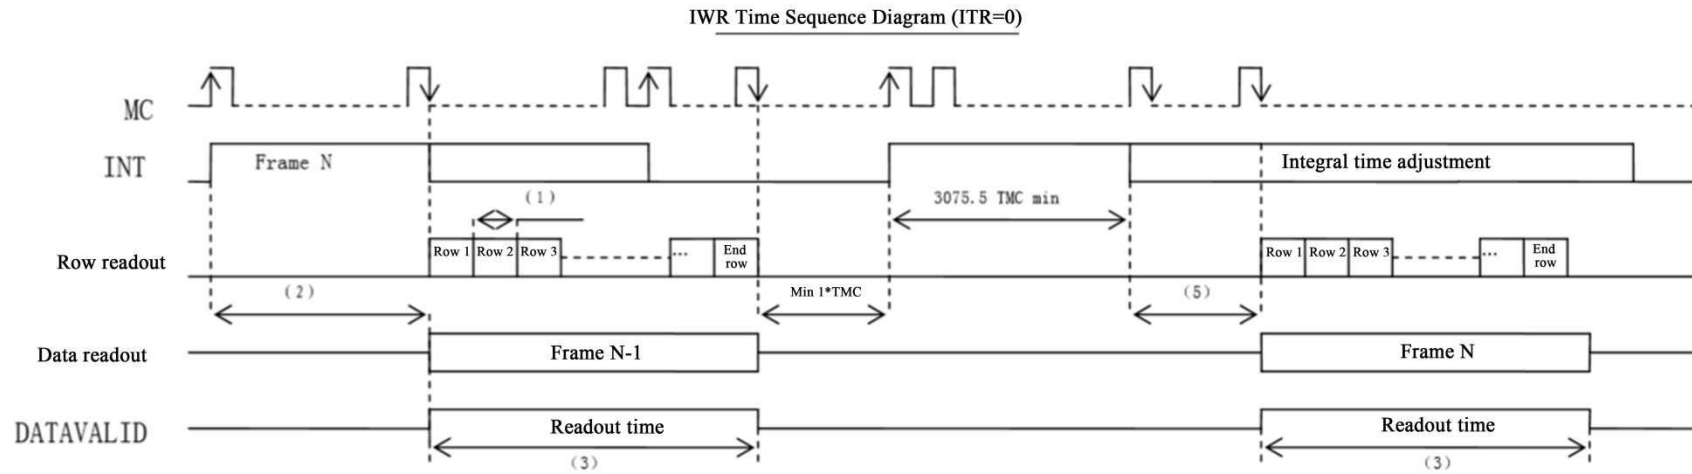 IWR Time Sequence Diagram (ITR=0)
MC
INT
Frame N
Integral time adjustment
(1)
3075.5 TMC min
Row readout
Row 1
Row 2
Row 3
...
End row
Row 1
Row 2
Row 3
...
End row
(2)
Min 1*TMC
(5)
Data readout
Frame N-1
Frame N
DATAVALID
Readout time
Readout time
(3)
(3)